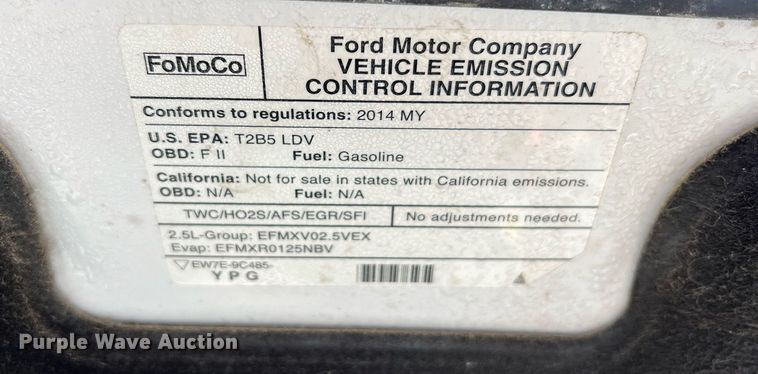 FoMoCo
Ford Motor Company
VEHICLE EMISSION
CONTROL INFORMATION
Conforms to regulations: 2014 MY
U.S. EPA: T2B5 LDV
OBD: F II Fuel: Gasoline
California: Not for sale in states with California emissions.
OBD: N/A Fuel: N/A
TWC/HO2S/AFS/EGR/SFI No adjustments needed.
2.5L-Group: EFMXV02.5VEX
Evap: EFMXR0125NBV
EW7E-9C485-
Y P G
Purple Wave Auction